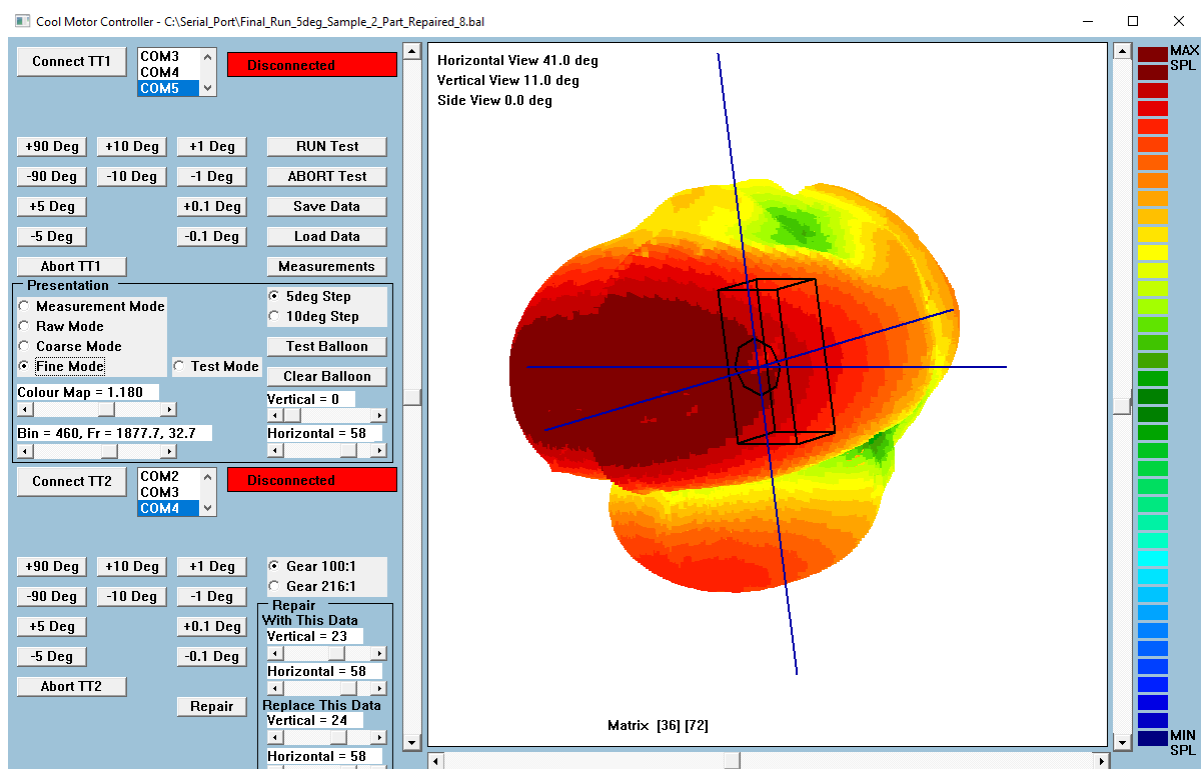 Cool Motor Controller - C:\Serial_Port\Final_Run_5deg_Sample_2_Part_Repaired_8.bal
Connect TT1
COM3
COM4
COM5
Disconnected
+90 Deg
+10 Deg
+1 Deg
RUN Test
-90 Deg
-10 Deg
-1 Deg
ABORT Test
+5 Deg
+0.1 Deg
Save Data
-5 Deg
-0.1 Deg
Load Data
Abort TT1
Measurements
Presentation
Measurement Mode
Raw Mode
Coarse Mode
Fine Mode
Test Mode
5deg Step
10deg Step
Test Balloon
Clear Balloon
Colour Map = 1.180
Vertical = 0
Bin = 460, Fr = 1877.7, 32.7
Horizontal = 58
Connect TT2
COM2
COM3
COM4
Disconnected
+90 Deg
+10 Deg
+1 Deg
Gear 100:1
-90 Deg
-10 Deg
-1 Deg
Gear 216:1
+5 Deg
+0.1 Deg
-5 Deg
-0.1 Deg
Abort TT2
Repair
Repair
With This Data
Vertical = 23
Horizontal = 58
Replace This Data
Vertical = 24
Horizontal = 58
Horizontal View 41.0 deg
Vertical View 11.0 deg
Side View 0.0 deg
Matrix [36] [72]
MAX
SPL
MIN
SPL